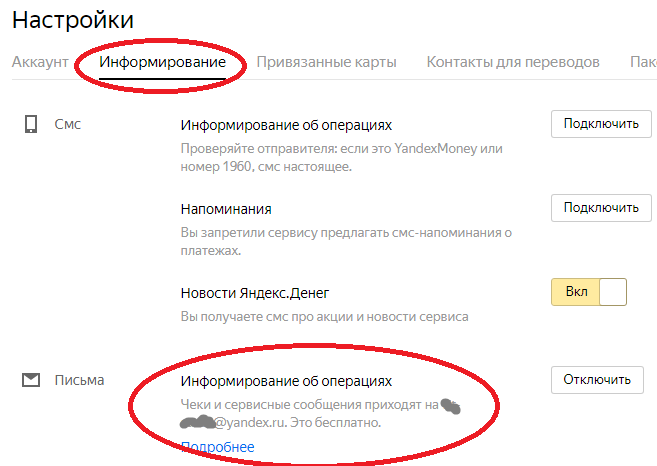 Настройки
Аккаунт Информирование Привязанные карты Контакты для переводов Пак
Смс Информирование об операциях Подключить
Проверяйте отправителя: если это YandexMoney или
номер 1960, смс настоящее.
Напоминания Подключить
Вы запретили сервису предлагать смс-напоминания о
платежах.
Новости Яндекс.Денег Вкл
Вы получаете смс про акции и новости сервиса
Письма Информирование об операциях Отключить
Чеки и сервисные сообщения приходят на
@yandex.ru. Это бесплатно.
Подробнее